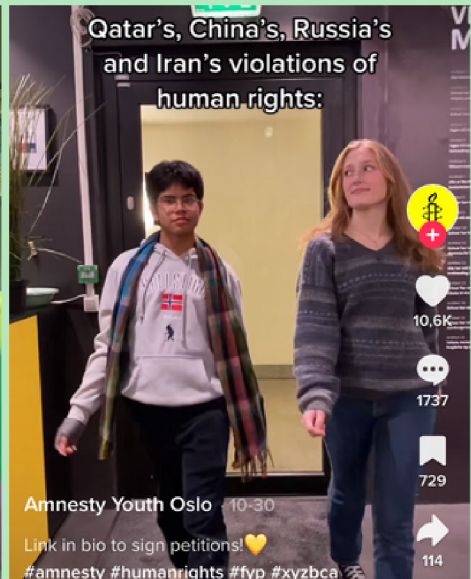 Qatar's, China's, Russia's
and Iran's violations of
human rights:
10,6K
1737
729
114
Amnesty Youth Oslo · 10-30
Link in bio to sign petitions!💛
#amnesty #humanrights #fyp #xyzbca